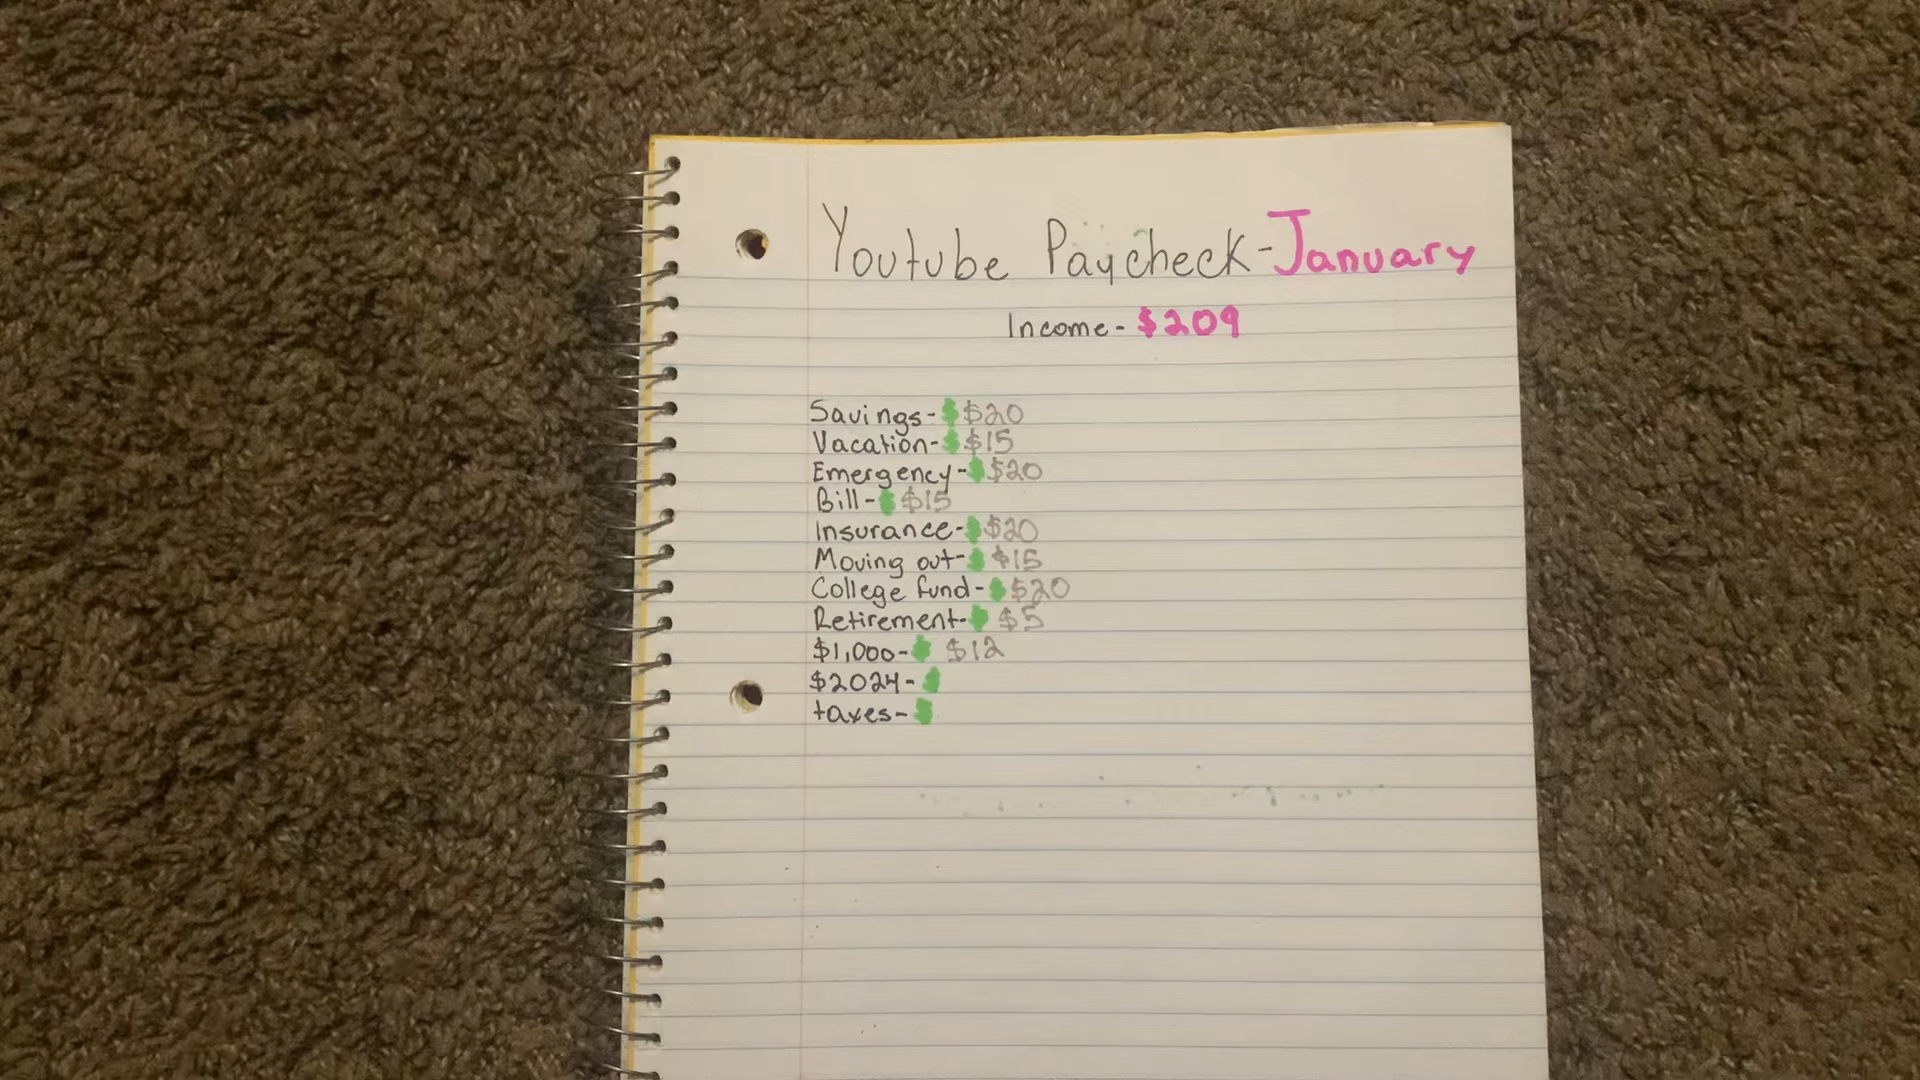 Youtube Paycheck-January
Income- $209
Savings-$ $20
Vacation-$ $15
Emergency-$ $20
Bill-$ $15
Insurance-$ $20
Moving out-$ $15
College fund-$ $20
Retirement-$ $5
$1,000-$ $12
$2024-$
taxes-$